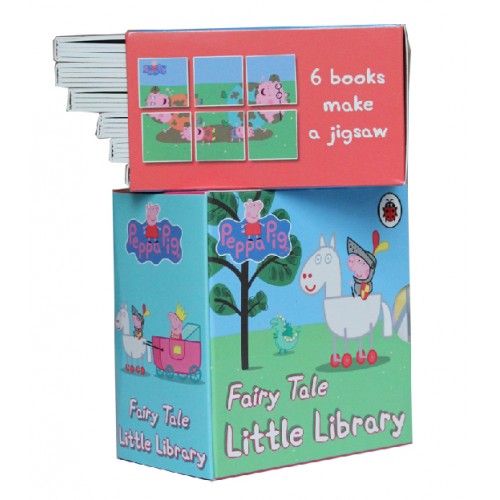 6 books
make
a jigsaw
Peppa Pig
Peppa Pig
Fairy Tale
Little Library
Fairy Tale
Little Library